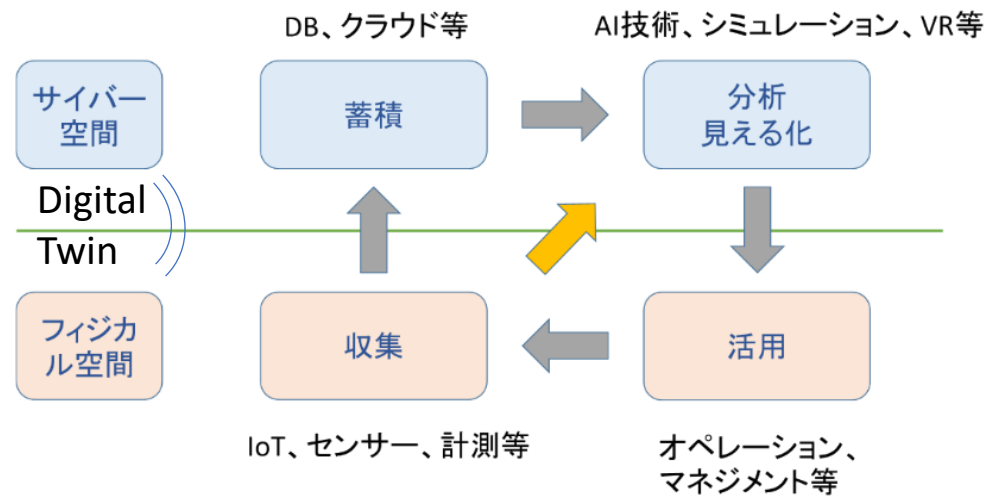 DB、クラウド等
AI技術、シミュレーション、VR等
サイバー
空間
蓄積
分析
見える化
Digital
Twin
フィジカ
ル空間
収集
活用
IoT、センサー、計測等
オペレーション、
マネジメント等